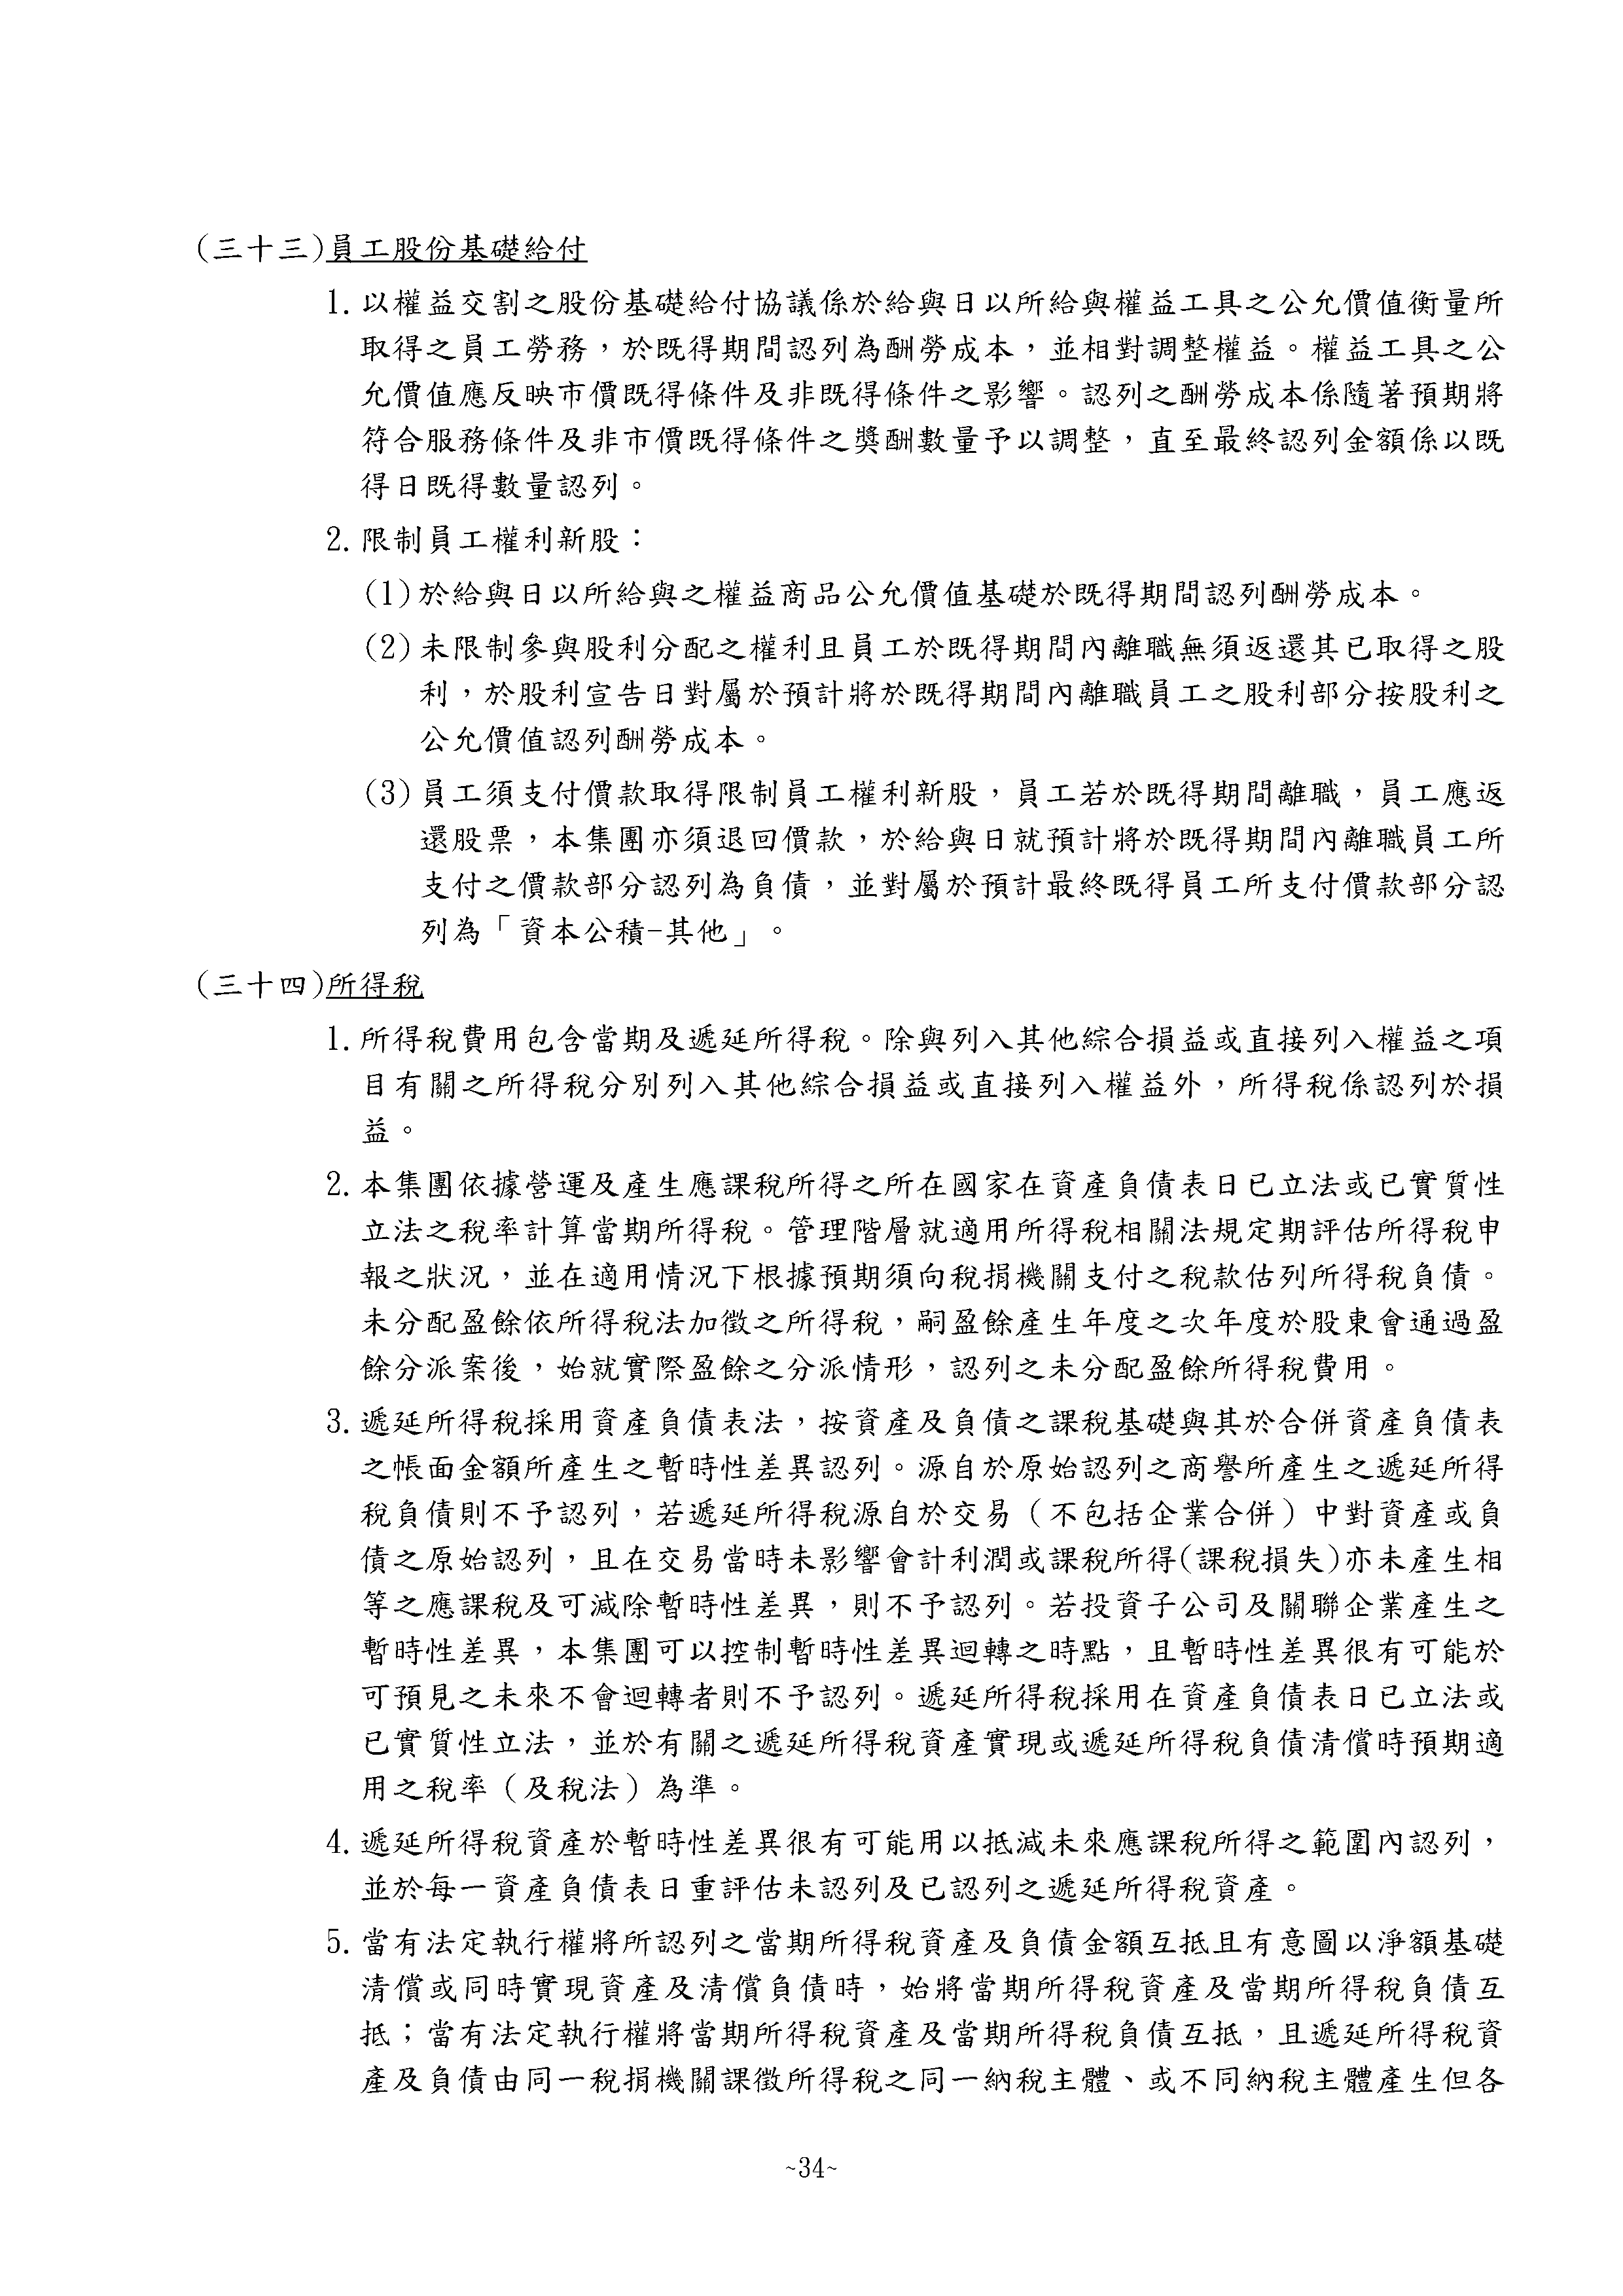 (三十三)員工股份基礎給付
1.以權益交割之股份基礎給付協議係於給與日以所給與權益工具之公允價值衡量所
取得之員工勞務，於既得期間認列為酬勞成本，並相對調整權益。權益工具之公
允價值應反映市價既得條件及非既得條件之影響。認列之酬勞成本係隨著預期將
符合服務條件及非市價既得條件之獎酬數量予以調整，直至最終認列金額係以既
得日既得數量認列。
2.限制員工權利新股：
(1)於給與日以所給與之權益商品公允價值基礎於既得期間認列酬勞成本。
(2)未限制參與股利分配之權利且員工於既得期間內離職無須返還其已取得之股
利，於股利宣告日對屬於預計將於既得期間內離職員工之股利部分按股利之
公允價值認列酬勞成本。
(3)員工須支付價款取得限制員工權利新股，員工若於既得期間離職，員工應返
還股票，本集團亦須退回價款，於給與日就預計將於既得期間內離職員工所
支付之價款部分認列為負債，並對屬於預計最終既得員工所支付價款部分認
列為「資本公積-其他」。
(三十四)所得稅
1.所得稅費用包含當期及遞延所得稅。除與列入其他綜合損益或直接列入權益之項
目有關之所得稅分別列入其他綜合損益或直接列入權益外，所得稅係認列於損
益。
2.本集團依據營運及產生應課稅所得之所在國家在資產負債表日已立法或已實質性
立法之稅率計算當期所得稅。管理階層就適用所得稅相關法規定期評估所得稅申
報之狀況，並在適用情況下根據預期須向稅捐機關支付之稅款估列所得稅負債。
未分配盈餘依所得稅法加徵之所得稅，嗣盈餘產生年度之次年度於股東會通過盈
餘分派案後，始就實際盈餘之分派情形，認列之未分配盈餘所得稅費用。
3.遞延所得稅採用資產負債表法，按資產及負債之課稅基礎與其於合併資產負債表
之帳面金額所產生之暫時性差異認列。源自於原始認列之商譽所產生之遞延所得
稅負債則不予認列，若遞延所得稅源自於交易（不包括企業合併）中對資產或負
債之原始認列，且在交易當時未影響會計利潤或課稅所得(課稅損失)亦未產生相
等之應課稅及可減除暫時性差異，則不予認列。若投資子公司及關聯企業產生之
暫時性差異，本集團可以控制暫時性差異迴轉之時點，且暫時性差異很有可能於
可預見之未來不會迴轉者則不予認列。遞延所得稅採用在資產負債表日已立法或
已實質性立法，並於有關之遞延所得稅資產實現或遞延所得稅負債清償時預期適
用之稅率（及稅法）為準。
4.遞延所得稅資產於暫時性差異很有可能用以抵減未來應課稅所得之範圍內認列，
並於每一資產負債表日重評估未認列及已認列之遞延所得稅資產。
5.當有法定執行權將所認列之當期所得稅資產及負債金額互抵且有意圖以淨額基礎
清償或同時實現資產及清償負債時，始將當期所得稅資產及當期所得稅負債互
抵；當有法定執行權將當期所得稅資產及當期所得稅負債互抵，且遞延所得稅資
產及負債由同一稅捐機關課徵所得稅之同一納稅主體、或不同納稅主體產生但各
~34~